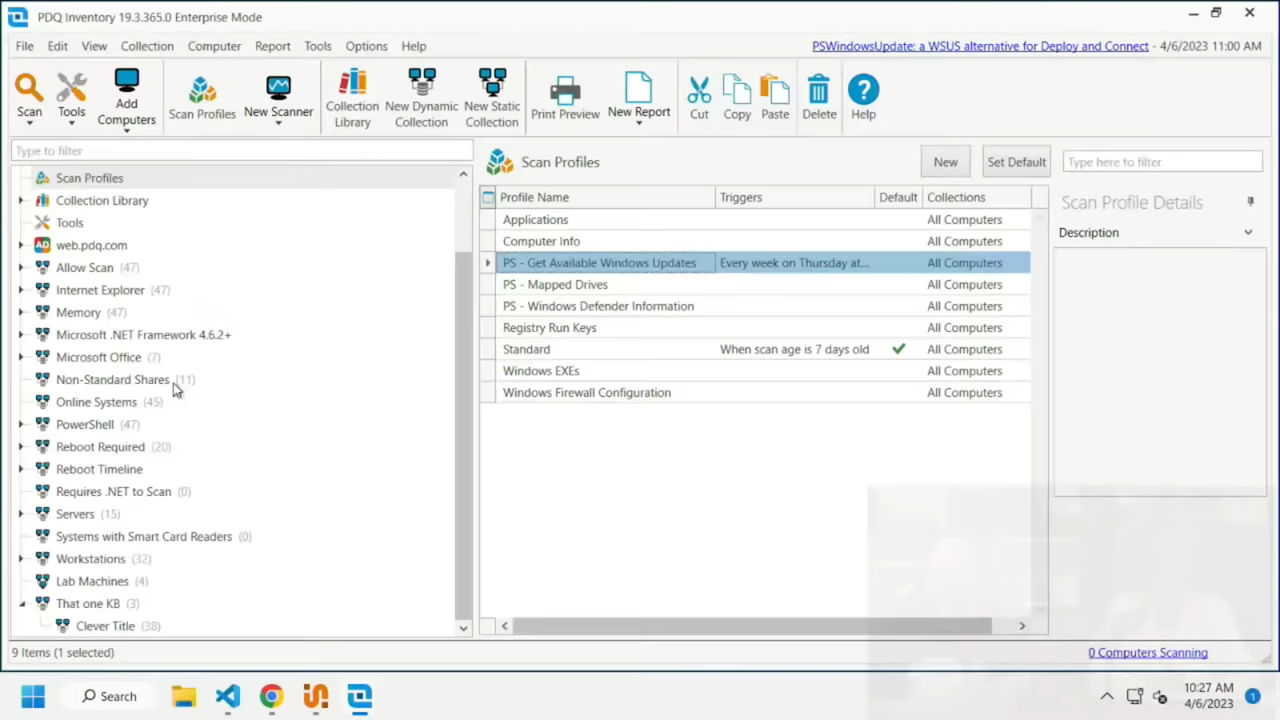 PDQ Inventory 19.3.365.0 Enterprise Mode
File Edit View Collection Computer Report Tools Options Help
PSWindowsUpdate: a WSUS alternative for Deploy and Connect - 4/6/2023 11:00 AM
Scan
Tools
Add Computers
Scan Profiles
New Scanner
Collection Library
New Dynamic Collection
New Static Collection
Print Preview
New Report
Cut
Copy
Paste
Delete
Help
Type to filter
Scan Profiles
Collection Library
Tools
AD web.pdq.com
Allow Scan (47)
Internet Explorer (47)
Memory (47)
Microsoft .NET Framework 4.6.2+
Microsoft Office (7)
Non-Standard Shares (11)
Online Systems (45)
PowerShell (47)
Reboot Required (20)
Reboot Timeline
Requires .NET to Scan (0)
Servers (15)
Systems with Smart Card Readers (0)
Workstations (32)
Lab Machines (4)
That one KB (3)
Clever Title (38)
Scan Profiles
New
Set Default
Type here to filter
Profile Name Triggers Default Collections
Applications All Computers
Computer Info All Computers
PS - Get Available Windows Updates Every week on Thursday at... All Computers
PS - Mapped Drives All Computers
PS - Windows Defender Information All Computers
Registry Run Keys All Computers
Standard When scan age is 7 days old All Computers
Windows EXEs All Computers
Windows Firewall Configuration All Computers
Scan Profile Details
Description
9 Items (1 selected)
0 Computers Scanning
Search
10:27 AM
4/6/2023
1